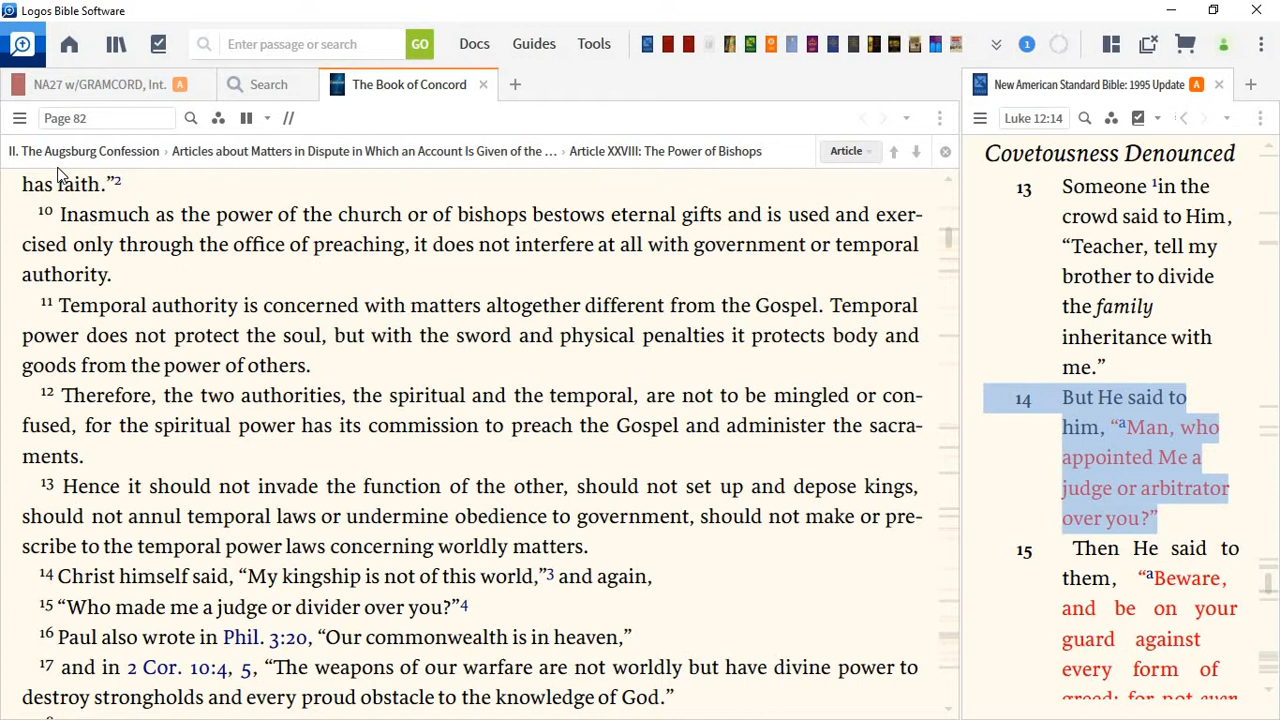 Logos Bible Software
Enter passage or search
GO
Docs
Guides
Tools
1
NA27 w/GRAMCORD, Int.
A
Search
The Book of Concord
Page 82
II. The Augsburg Confession › Articles about Matters in Dispute in Which an Account Is Given of the ... › Article XXVIII: The Power of Bishops
Article
has faith.”2
10 Inasmuch as the power of the church or of bishops bestows eternal gifts and is used and exer-
cised only through the office of preaching, it does not interfere at all with government or temporal
authority.
11 Temporal authority is concerned with matters altogether different from the Gospel. Temporal
power does not protect the soul, but with the sword and physical penalties it protects body and
goods from the power of others.
12 Therefore, the two authorities, the spiritual and the temporal, are not to be mingled or con-
fused, for the spiritual power has its commission to preach the Gospel and administer the sacra-
ments.
13 Hence it should not invade the function of the other, should not set up and depose kings,
should not annul temporal laws or undermine obedience to government, should not make or pre-
scribe to the temporal power laws concerning worldly matters.
14 Christ himself said, “My kingship is not of this world,”3 and again,
15 “Who made me a judge or divider over you?”4
16 Paul also wrote in Phil. 3:20, “Our commonwealth is in heaven,”
17 and in 2 Cor. 10:4, 5, “The weapons of our warfare are not worldly but have divine power to
destroy strongholds and every proud obstacle to the knowledge of God.”
New American Standard Bible: 1995 Update
A
Luke 12:14
Covetousness Denounced
13 Someone 1in the
crowd said to Him,
“Teacher, tell my
brother to divide
the family
inheritance with
me.”
14 But He said to
him, “aMan, who
appointed Me a
judge or arbitrator
over you?”
15 Then He said to
them, “aBeware,
and be on your
guard against
every form of
greed; for not even